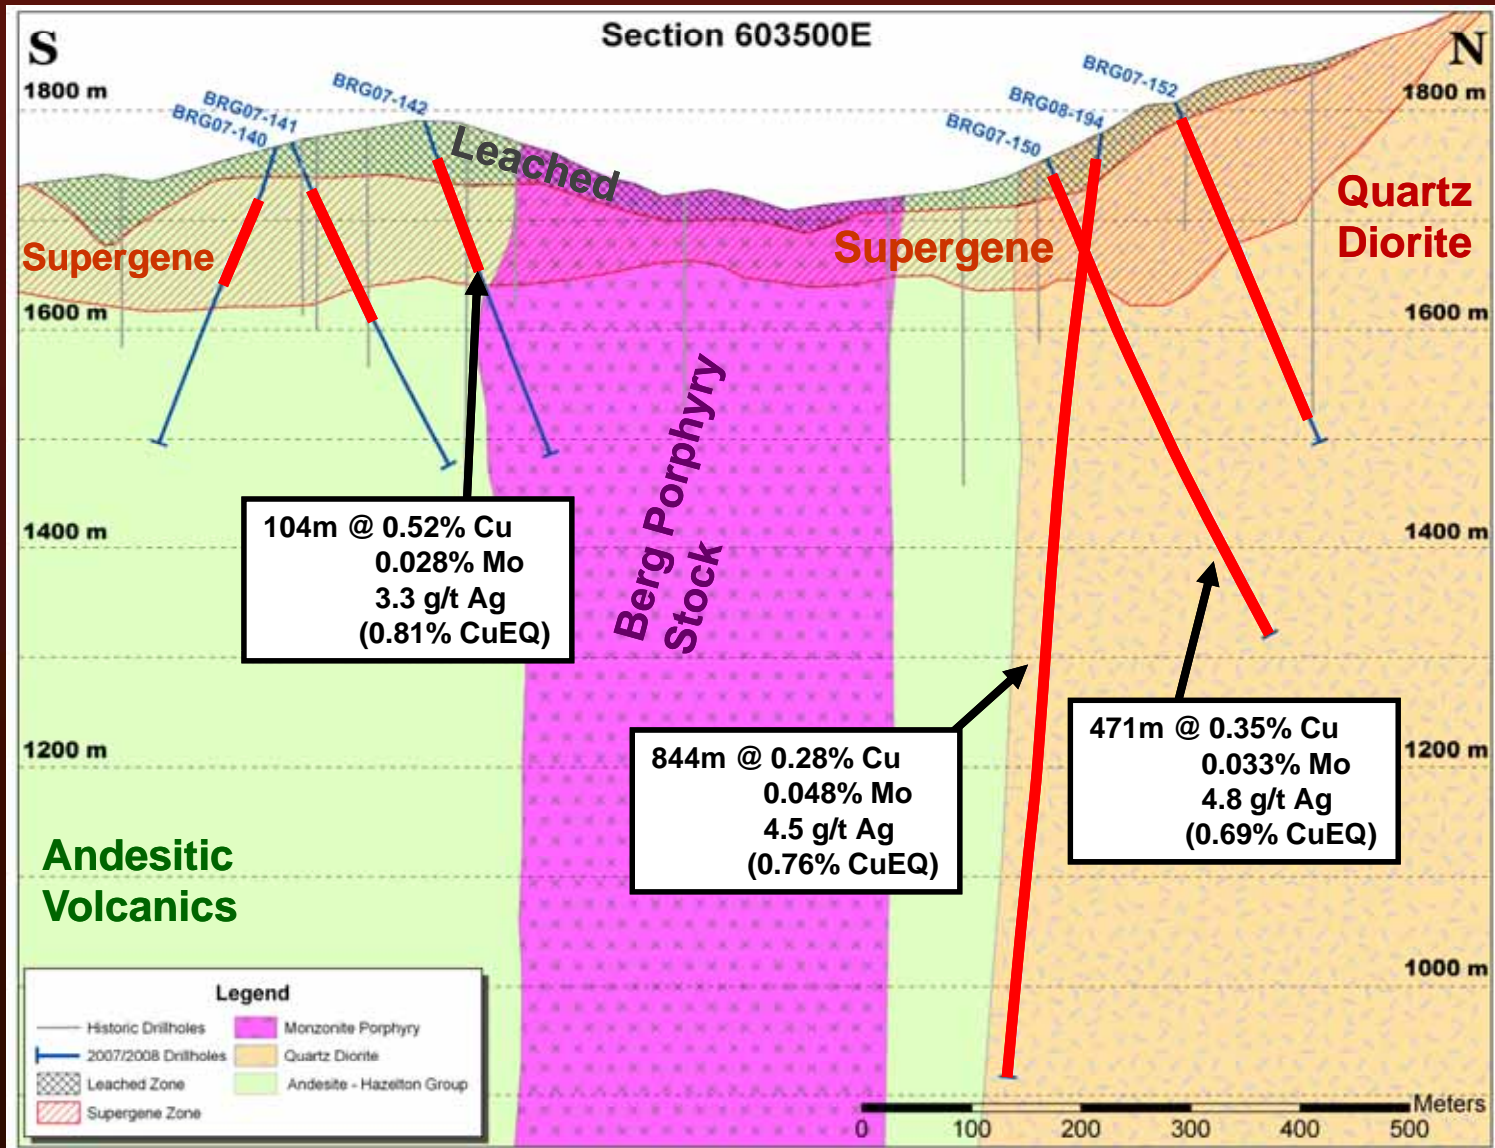 Section 603500E
S
N
1800 m
1800 m
BRG07-140
BRG07-141
BRG07-142
BRG07-150
BRG08-194
BRG07-152
Leached
Supergene
Supergene
Quartz
Diorite
1600 m
1600 m
1400 m
1400 m
104m @ 0.52% Cu
0.028% Mo
3.3 g/t Ag
(0.81% CuEQ)
Berg Porphyry
Stock
844m @ 0.28% Cu
0.048% Mo
4.5 g/t Ag
(0.76% CuEQ)
471m @ 0.35% Cu
0.033% Mo
4.8 g/t Ag
(0.69% CuEQ)
1200 m
1200 m
Andesitic
Volcanics
1000 m
Legend
Historic Drillholes
2007/2008 Drillholes
Leached Zone
Supergene Zone
Monzonite Porphyry
Quartz Diorite
Andesite - Hazelton Group
Meters
0 100 200 300 400 500